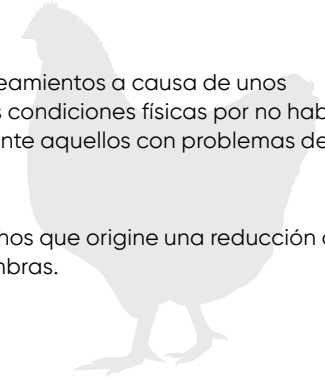 eamientos a causa de unos
s condiciones físicas por no hab
nte aquellos con problemas de
hos que origine una reducción
nbras.